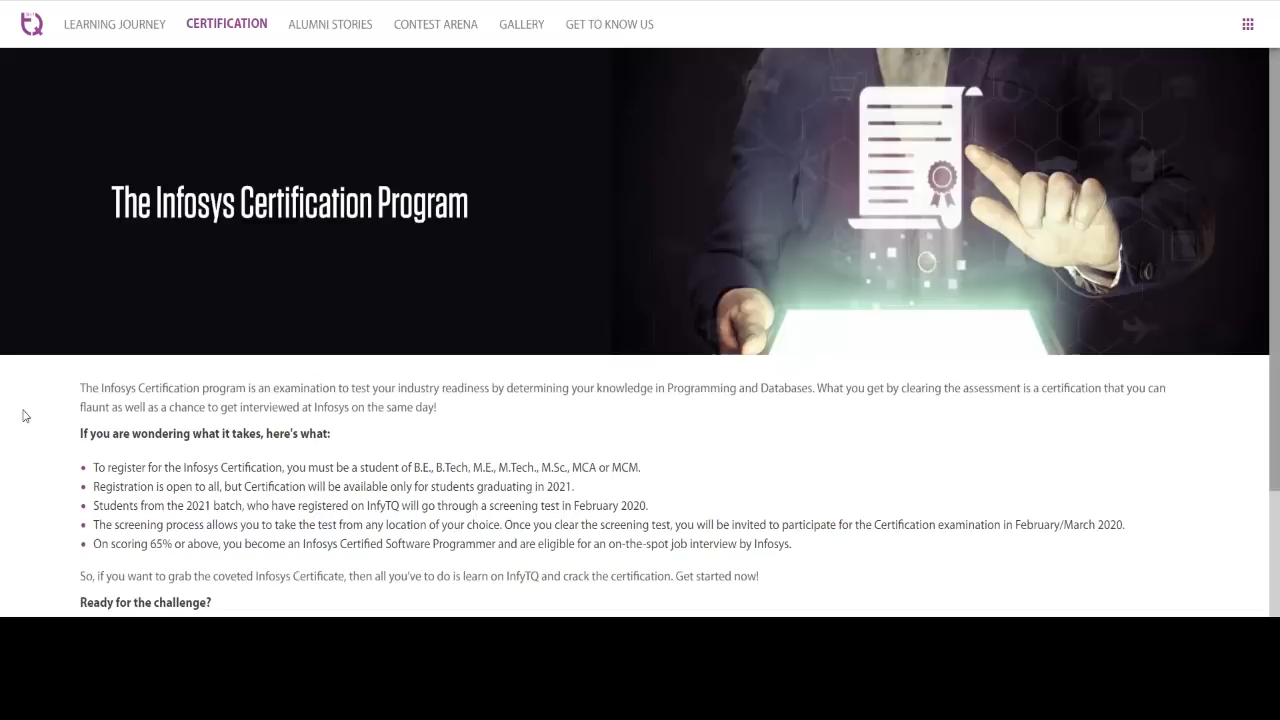 LEARNING JOURNEY CERTIFICATION ALUMNI STORIES CONTEST ARENA GALLERY GET TO KNOW US
The Infosys Certification Program
The Infosys Certification program is an examination to test your industry readiness by determining your knowledge in Programming and Databases. What you get by clearing the assessment is a certification that you can
flaunt as well as a chance to get interviewed at Infosys on the same day!
If you are wondering what it takes, here's what:
• To register for the Infosys Certification, you must be a student of B.E., B.Tech, M.E., M.Tech., M.Sc., MCA or MCM.
• Registration is open to all, but Certification will be available only for students graduating in 2021.
• Students from the 2021 batch, who have registered on InfyTQ will go through a screening test in February 2020.
• The screening process allows you to take the test from any location of your choice. Once you clear the screening test, you will be invited to participate for the Certification examination in February/March 2020.
• On scoring 65% or above, you become an Infosys Certified Software Programmer and are eligible for an on-the-spot job interview by Infosys.
So, if you want to grab the coveted Infosys Certificate, then all you've to do is learn on InfyTQ and crack the certification. Get started now!
Ready for the challenge?